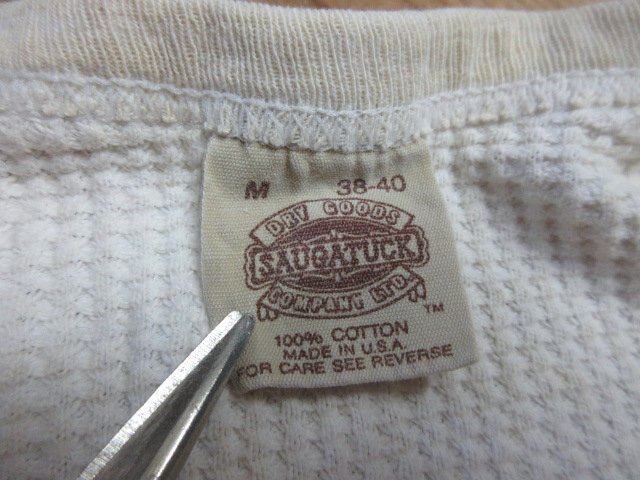 M 38-40
DRY GOODS
SAUGATUCK
COMPANY LTD.
TM
100% COTTON
MADE IN U.S.A.
FOR CARE SEE REVERSE